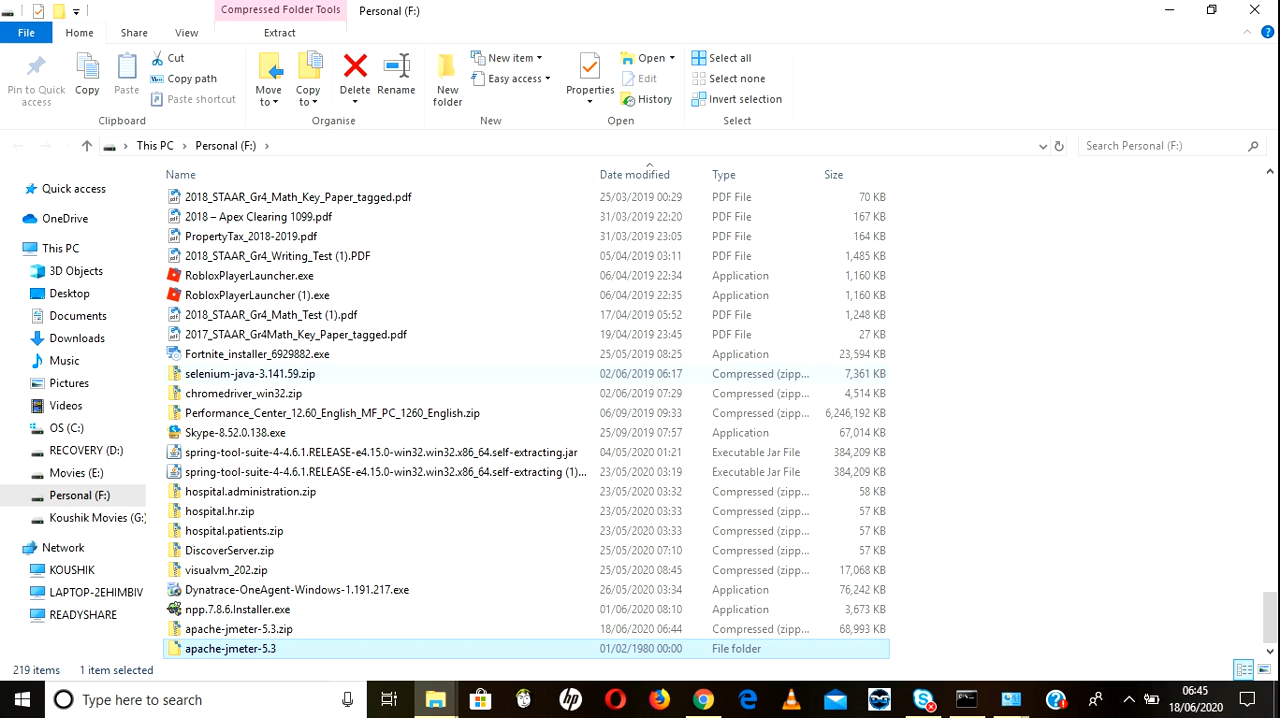 Compressed Folder Tools
Personal (F:)
File
Home
Share
View
Extract
Pin to Quick access
Copy
Paste
Cut
Copy path
Paste shortcut
Move to
Copy to
Delete
Rename
New folder
New item
Easy access
Properties
Open
Edit
History
Select all
Select none
Invert selection
Clipboard
Organise
New
Open
Select
This PC
Personal (F:)
Search Personal (F:)
Name Date modified Type Size
2018_STAAR_Gr4_Math_Key_Paper_tagged.pdf 25/03/2019 00:29 PDF File 70 KB
2018 – Apex Clearing 1099.pdf 31/03/2019 22:20 PDF File 167 KB
PropertyTax_2018-2019.pdf 31/03/2019 23:05 PDF File 164 KB
2018_STAAR_Gr4_Writing_Test (1).PDF 05/04/2019 03:11 PDF File 1,485 KB
RobloxPlayerLauncher.exe 06/04/2019 22:34 Application 1,160 KB
RobloxPlayerLauncher (1).exe 06/04/2019 22:35 Application 1,160 KB
2018_STAAR_Gr4_Math_Test (1).pdf 17/04/2019 05:52 PDF File 1,248 KB
2017_STAAR_Gr4Math_Key_Paper_tagged.pdf 19/04/2019 23:45 PDF File 27 KB
Fortnite_installer_6929882.exe 25/05/2019 08:25 Application 23,594 KB
selenium-java-3.141.59.zip 02/06/2019 06:17 Compressed (zipp... 7,361 KB
chromedriver_win32.zip 02/06/2019 07:29 Compressed (zipp... 4,514 KB
Performance_Center_12.60_English_MF_PC_1260_English.zip 06/09/2019 09:33 Compressed (zipp... 6,246,192 KB
Skype-8.52.0.138.exe 25/09/2019 07:57 Application 67,014 KB
spring-tool-suite-4-4.6.1.RELEASE-e4.15.0-win32.win32.x86_64.self-extracting.jar 04/05/2020 01:21 Executable Jar File 384,209 KB
spring-tool-suite-4-4.6.1.RELEASE-e4.15.0-win32.win32.x86_64.self-extracting (1)... 23/05/2020 03:19 Executable Jar File 384,209 KB
hospital.administration.zip 23/05/2020 03:32 Compressed (zipp... 58 KB
hospital.hr.zip 23/05/2020 03:33 Compressed (zipp... 57 KB
hospital.patients.zip 23/05/2020 03:33 Compressed (zipp... 57 KB
DiscoverServer.zip 25/05/2020 07:10 Compressed (zipp... 57 KB
visualvm_202.zip 25/05/2020 08:45 Compressed (zipp... 17,068 KB
Dynatrace-OneAgent-Windows-1.191.217.exe 26/05/2020 03:34 Application 76,242 KB
npp.7.8.6.Installer.exe 01/06/2020 08:10 Application 3,673 KB
apache-jmeter-5.3.zip 18/06/2020 06:44 Compressed (zipp... 68,993 KB
apache-jmeter-5.3 01/02/1980 00:00 File folder
Quick access
OneDrive
This PC
3D Objects
Desktop
Documents
Downloads
Music
Pictures
Videos
OS (C:)
RECOVERY (D:)
Movies (E:)
Personal (F:)
Koushik Movies (G:)
Network
KOUSHIK
LAPTOP-2EHIMBIV
READYSHARE
219 items 1 item selected
Type here to search
06:45
18/06/2020